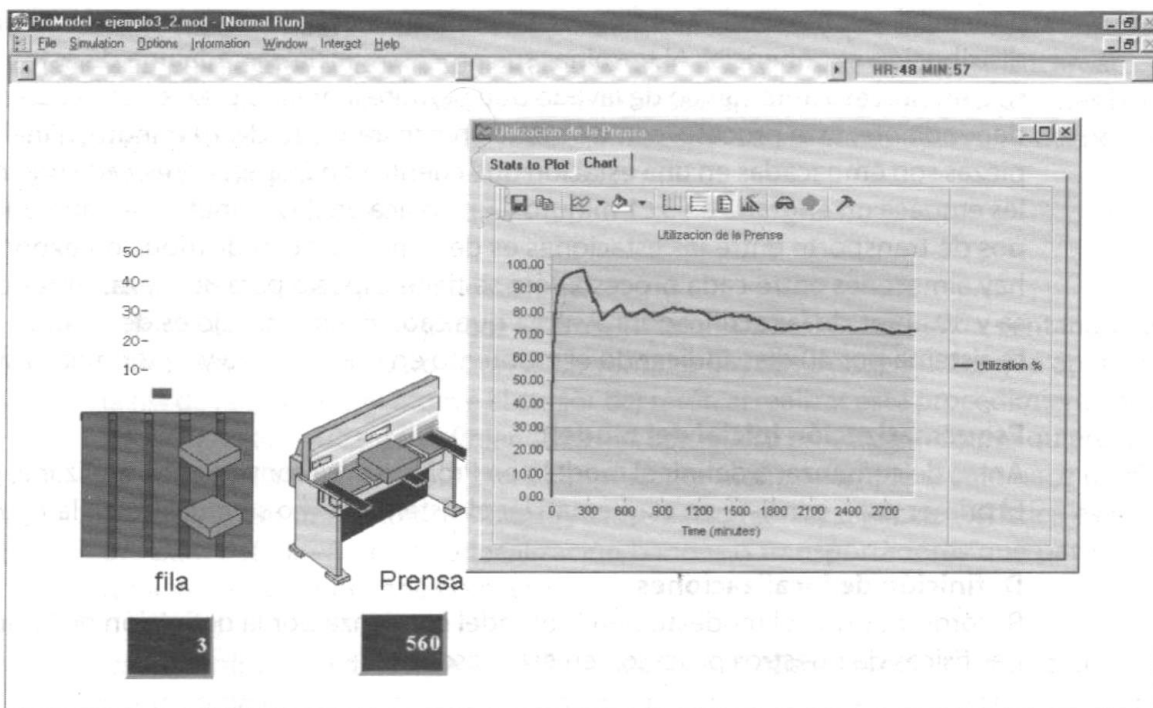 ProModel - ejemplo3_2.mod - [Normal Run]
File Simulation Options Information Window Interact Help
HR:48 MIN:57
Utilizacion de la Prensa
Stats to Plot Chart
Utilizacion de la Prensa
100.00
90.00
80.00
70.00
60.00
50.00
40.00
30.00
20.00
10.00
0.00
0 300 600 900 1200 1500 1800 2100 2400 2700
Time (minutes)
Utilization %
50-
40-
30-
20-
10-
fila
Prensa
3
560